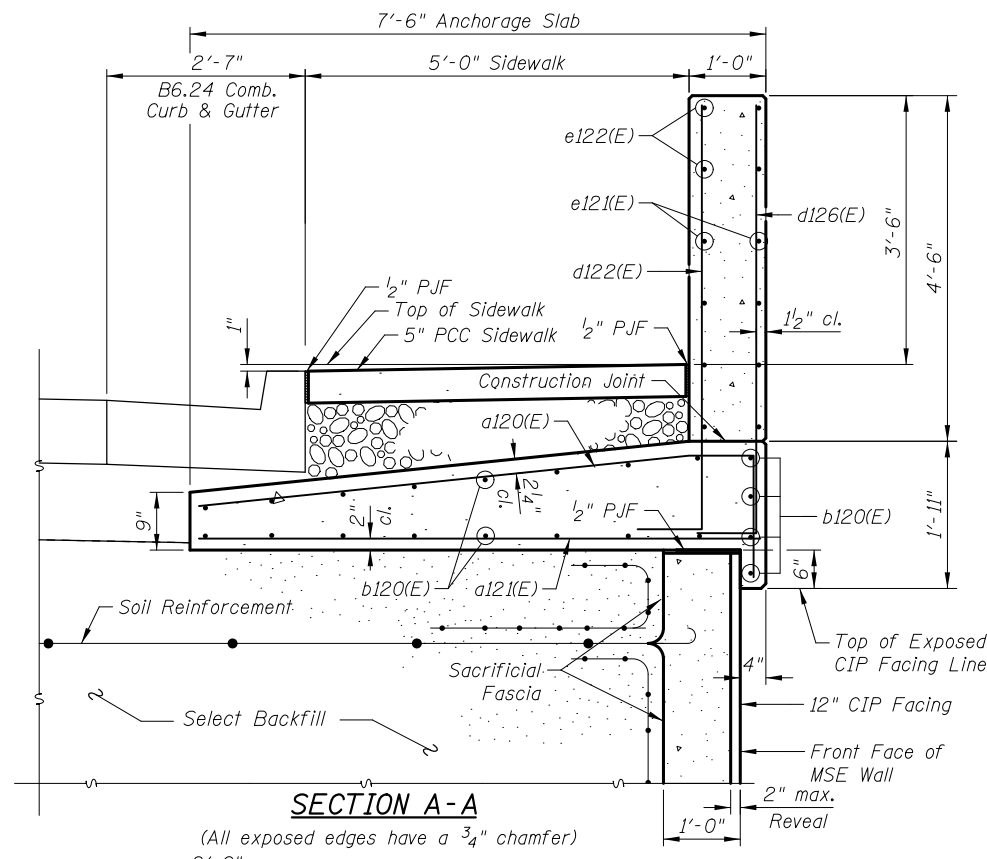 7'-6" Anchorage Slab
2'-7"
5'-0" Sidewalk
1'-0"
B6.24 Comb.
Curb & Gutter
e122(E)
e121(E)
d126(E)
3'-6"
4'-6"
d122(E)
1/2" PJF
Top of Sidewalk
5" PCC Sidewalk
1/2" PJF
1 1/2" cl.
1"
Construction Joint
a120(E)
2 1/4"
cl.
2"
cl.
9"
1/2" PJF
b120(E)
1'-11"
6"
b120(E)
a121(E)
Soil Reinforcement
Top of Exposed
CIP Facing Line
4"
Sacrificial
Fascia
12" CIP Facing
Select Backfill
Front Face of
MSE Wall
SECTION A-A
2" max.
Reveal
1'-0"
(All exposed edges have a 3/4" chamfer)